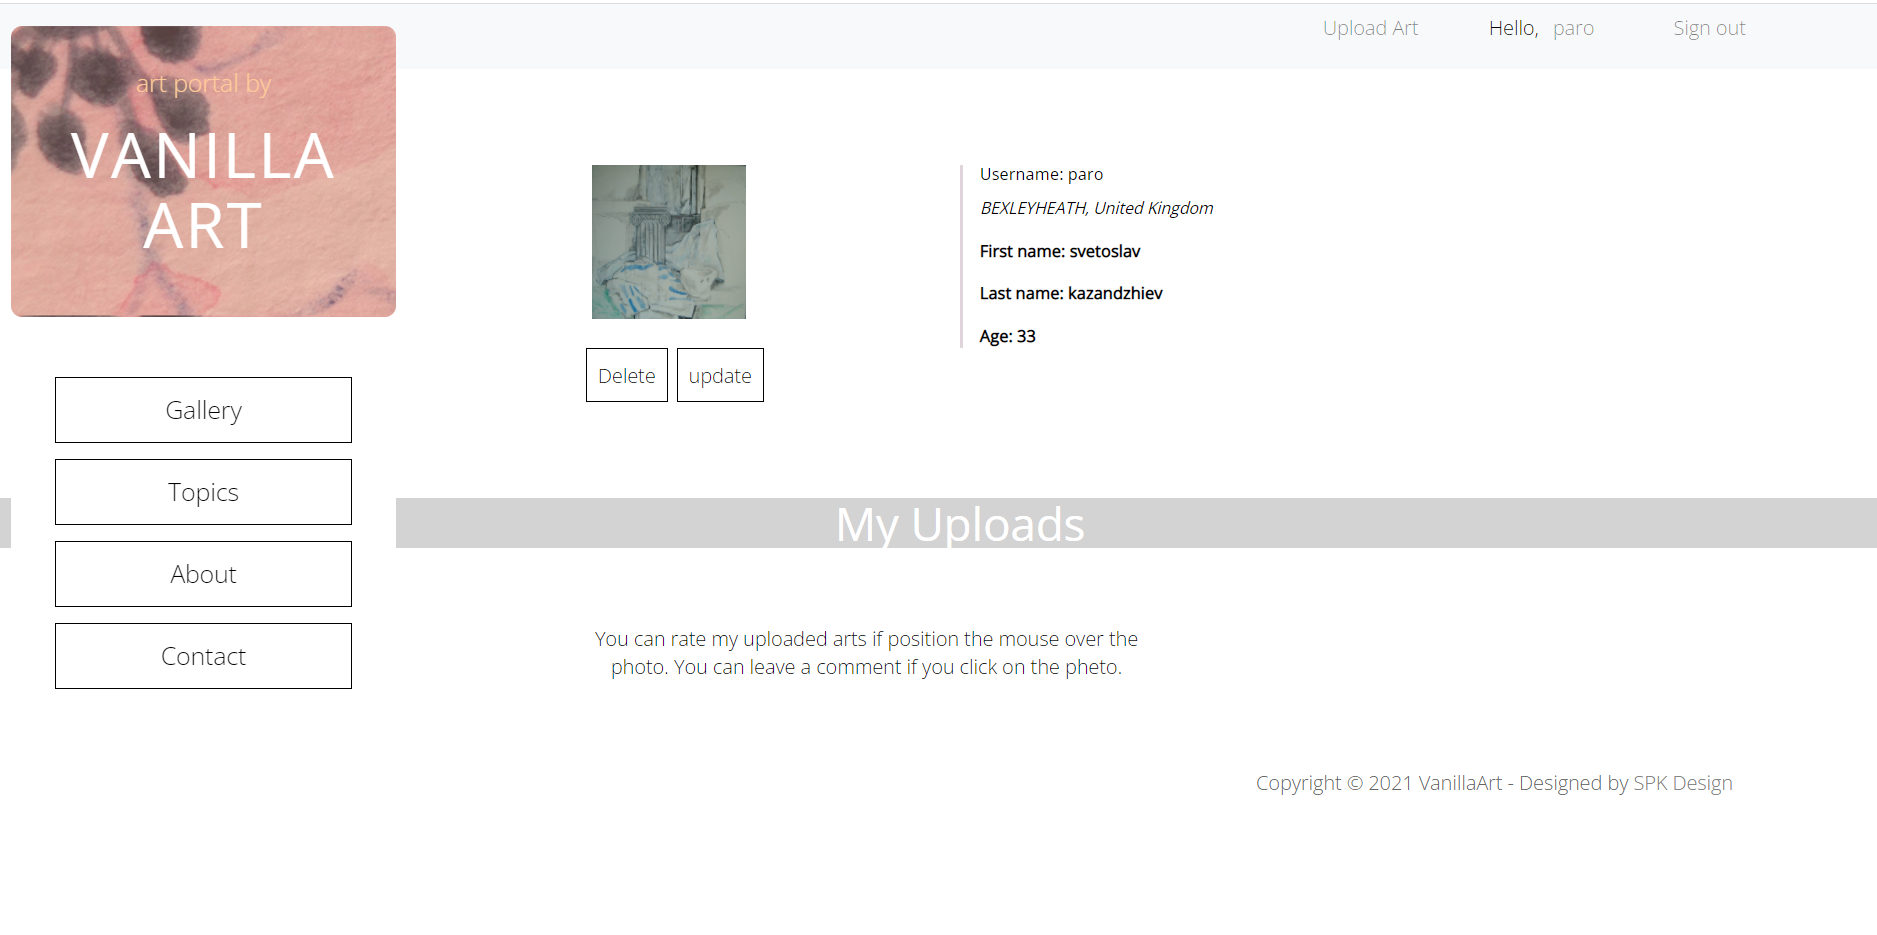 Upload Art
Hello, paro
Sign out
art portal by
VANILLA
ART
Gallery
Topics
About
Contact
Username: paro
BEXLEYHEATH, United Kingdom
First name: svetoslav
Last name: kazandzhiev
Age: 33
Delete
update
My Uploads
You can rate my uploaded arts if position the mouse over the
photo. You can leave a comment if you click on the pheto.
Copyright © 2021 VanillaArt - Designed by SPK Design